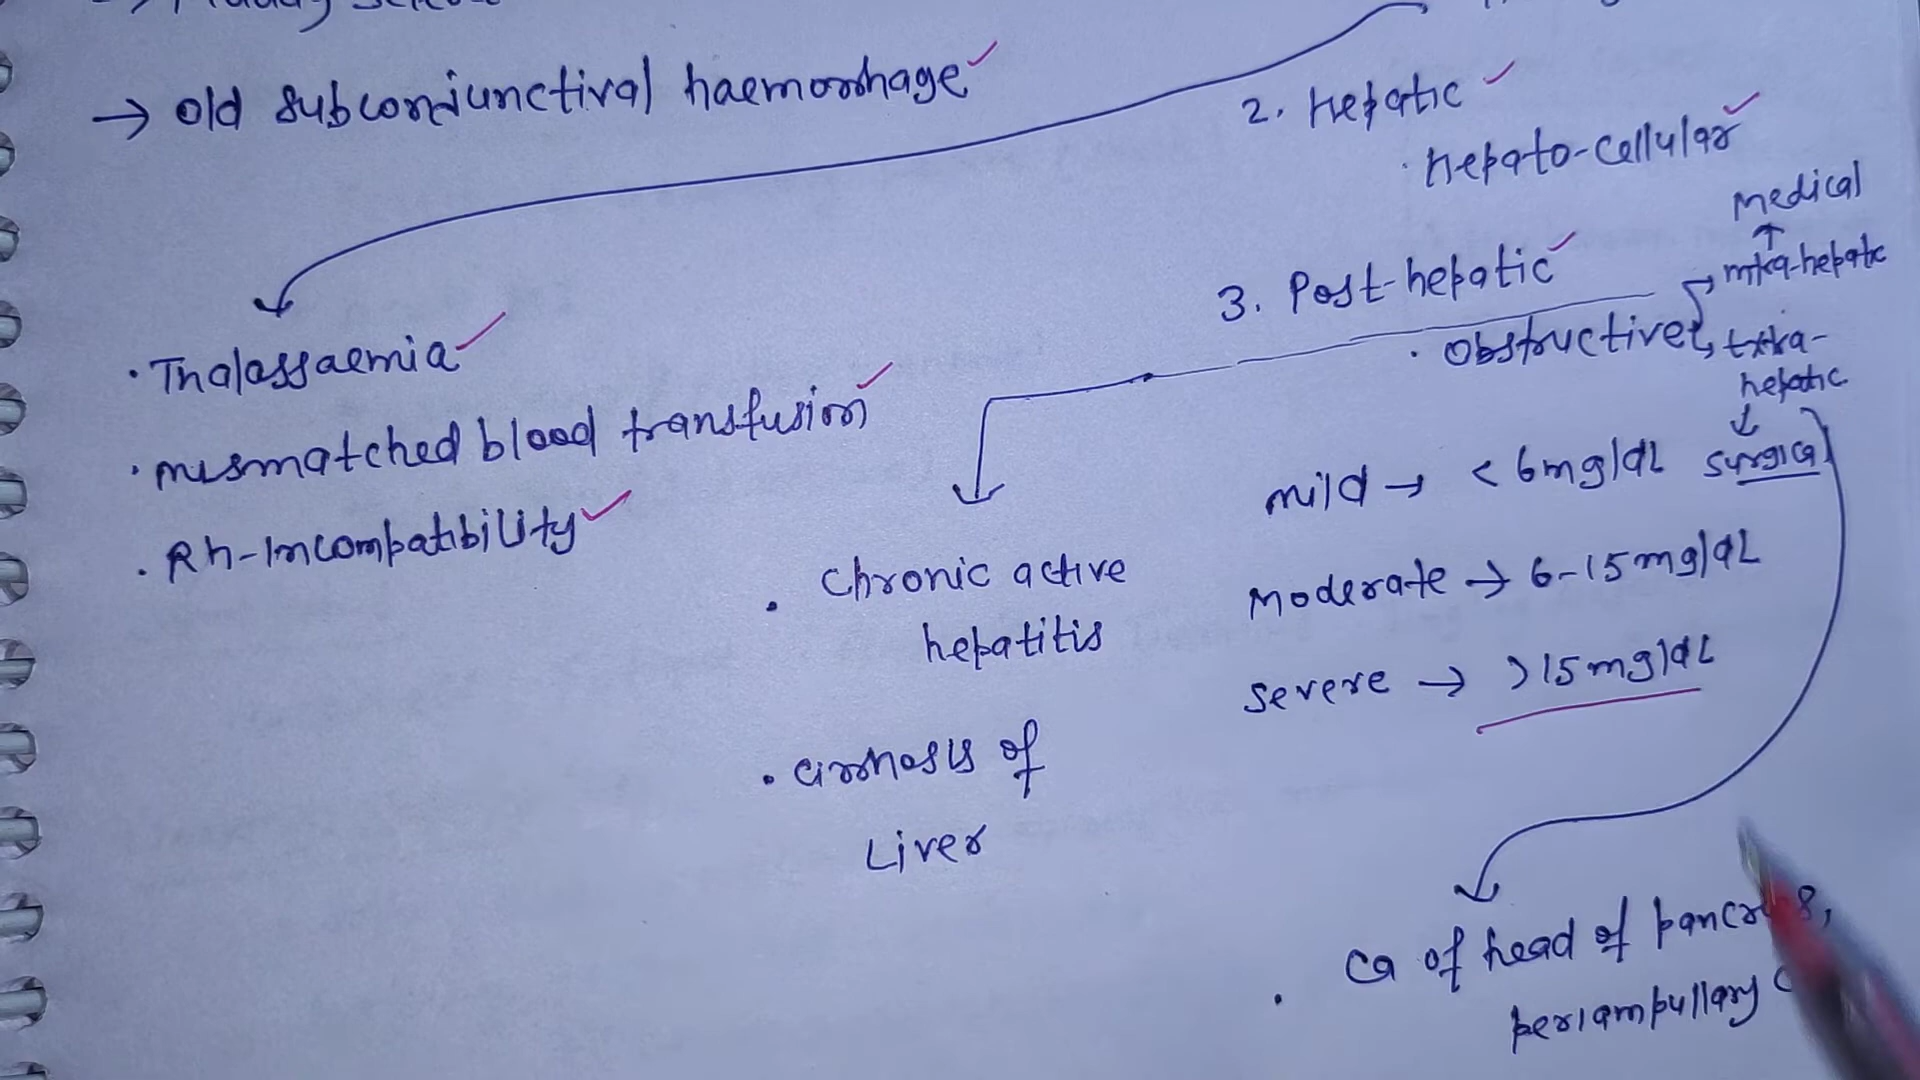 → old subconjunctival haemorrhage
2. Hepatic
· hepato-cellular
medical
↑
intra-hepatic
3. Post-hepatic
· Obstructive
extra-
hepatic
↓
surgical
· Thalassaemia
· mismatched blood transfusion
· Rh-Incompatibility
mild → < 6mg/dL
Moderate → 6-15mg/dL
severe → >15mg/dL
· Chronic active
hepatitis
· cirrhosis of
Liver
· ca of head of pancreas,
periampullary